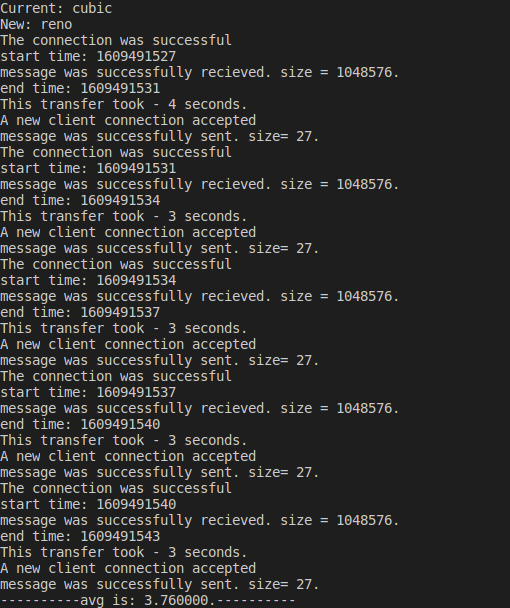 Current: cubic
New: reno
The connection was successful
start time: 1609491527
message was successfully recieved. size = 1048576.
end time: 1609491531
This transfer took - 4 seconds.
A new client connection accepted
message was successfully sent. size= 27.
The connection was successful
start time: 1609491531
message was successfully recieved. size = 1048576.
end time: 1609491534
This transfer took - 3 seconds.
A new client connection accepted
message was successfully sent. size= 27.
The connection was successful
start time: 1609491534
message was successfully recieved. size = 1048576.
end time: 1609491537
This transfer took - 3 seconds.
A new client connection accepted
message was successfully sent. size= 27.
The connection was successful
start time: 1609491537
message was successfully recieved. size = 1048576.
end time: 1609491540
This transfer took - 3 seconds.
A new client connection accepted
message was successfully sent. size= 27.
The connection was successful
start time: 1609491540
message was successfully recieved. size = 1048576.
end time: 1609491543
This transfer took - 3 seconds.
A new client connection accepted
message was successfully sent. size= 27.
----------avg is: 3.760000.----------